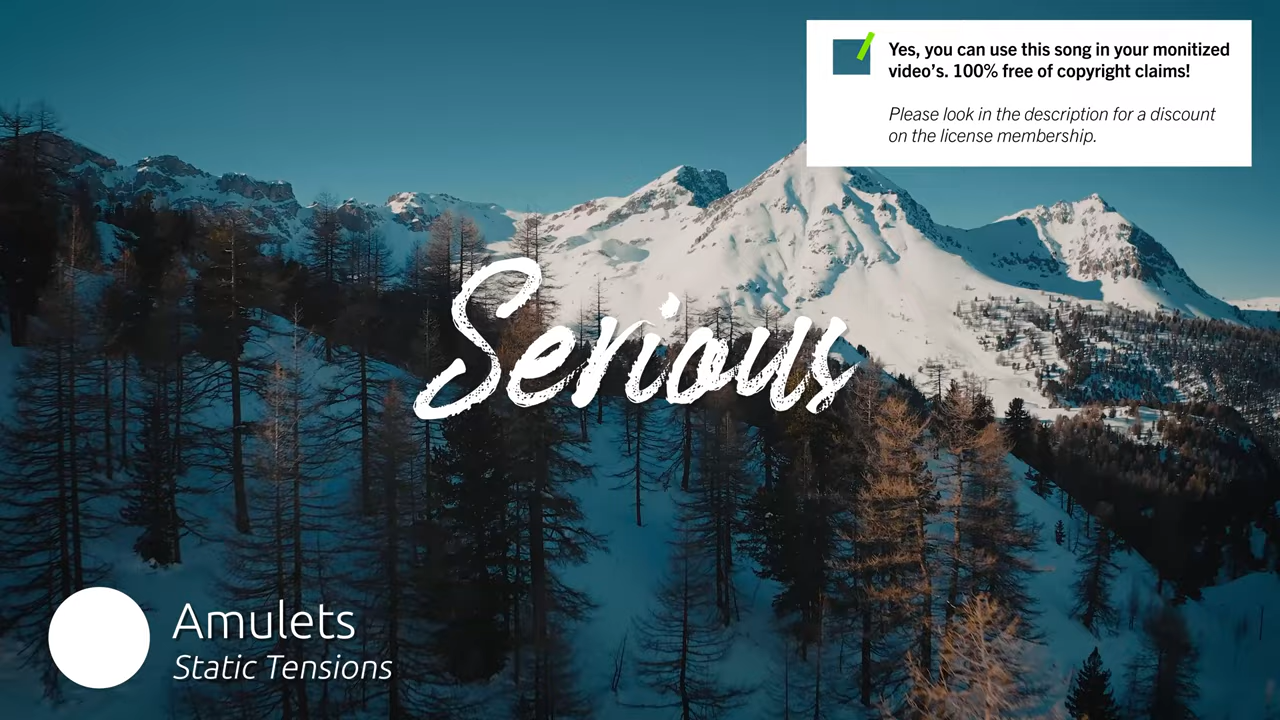 Yes, you can use this song in your monitized
video's. 100% free of copyright claims!
Please look in the description for a discount
on the license membership.
Serious
Amulets
Static Tensions